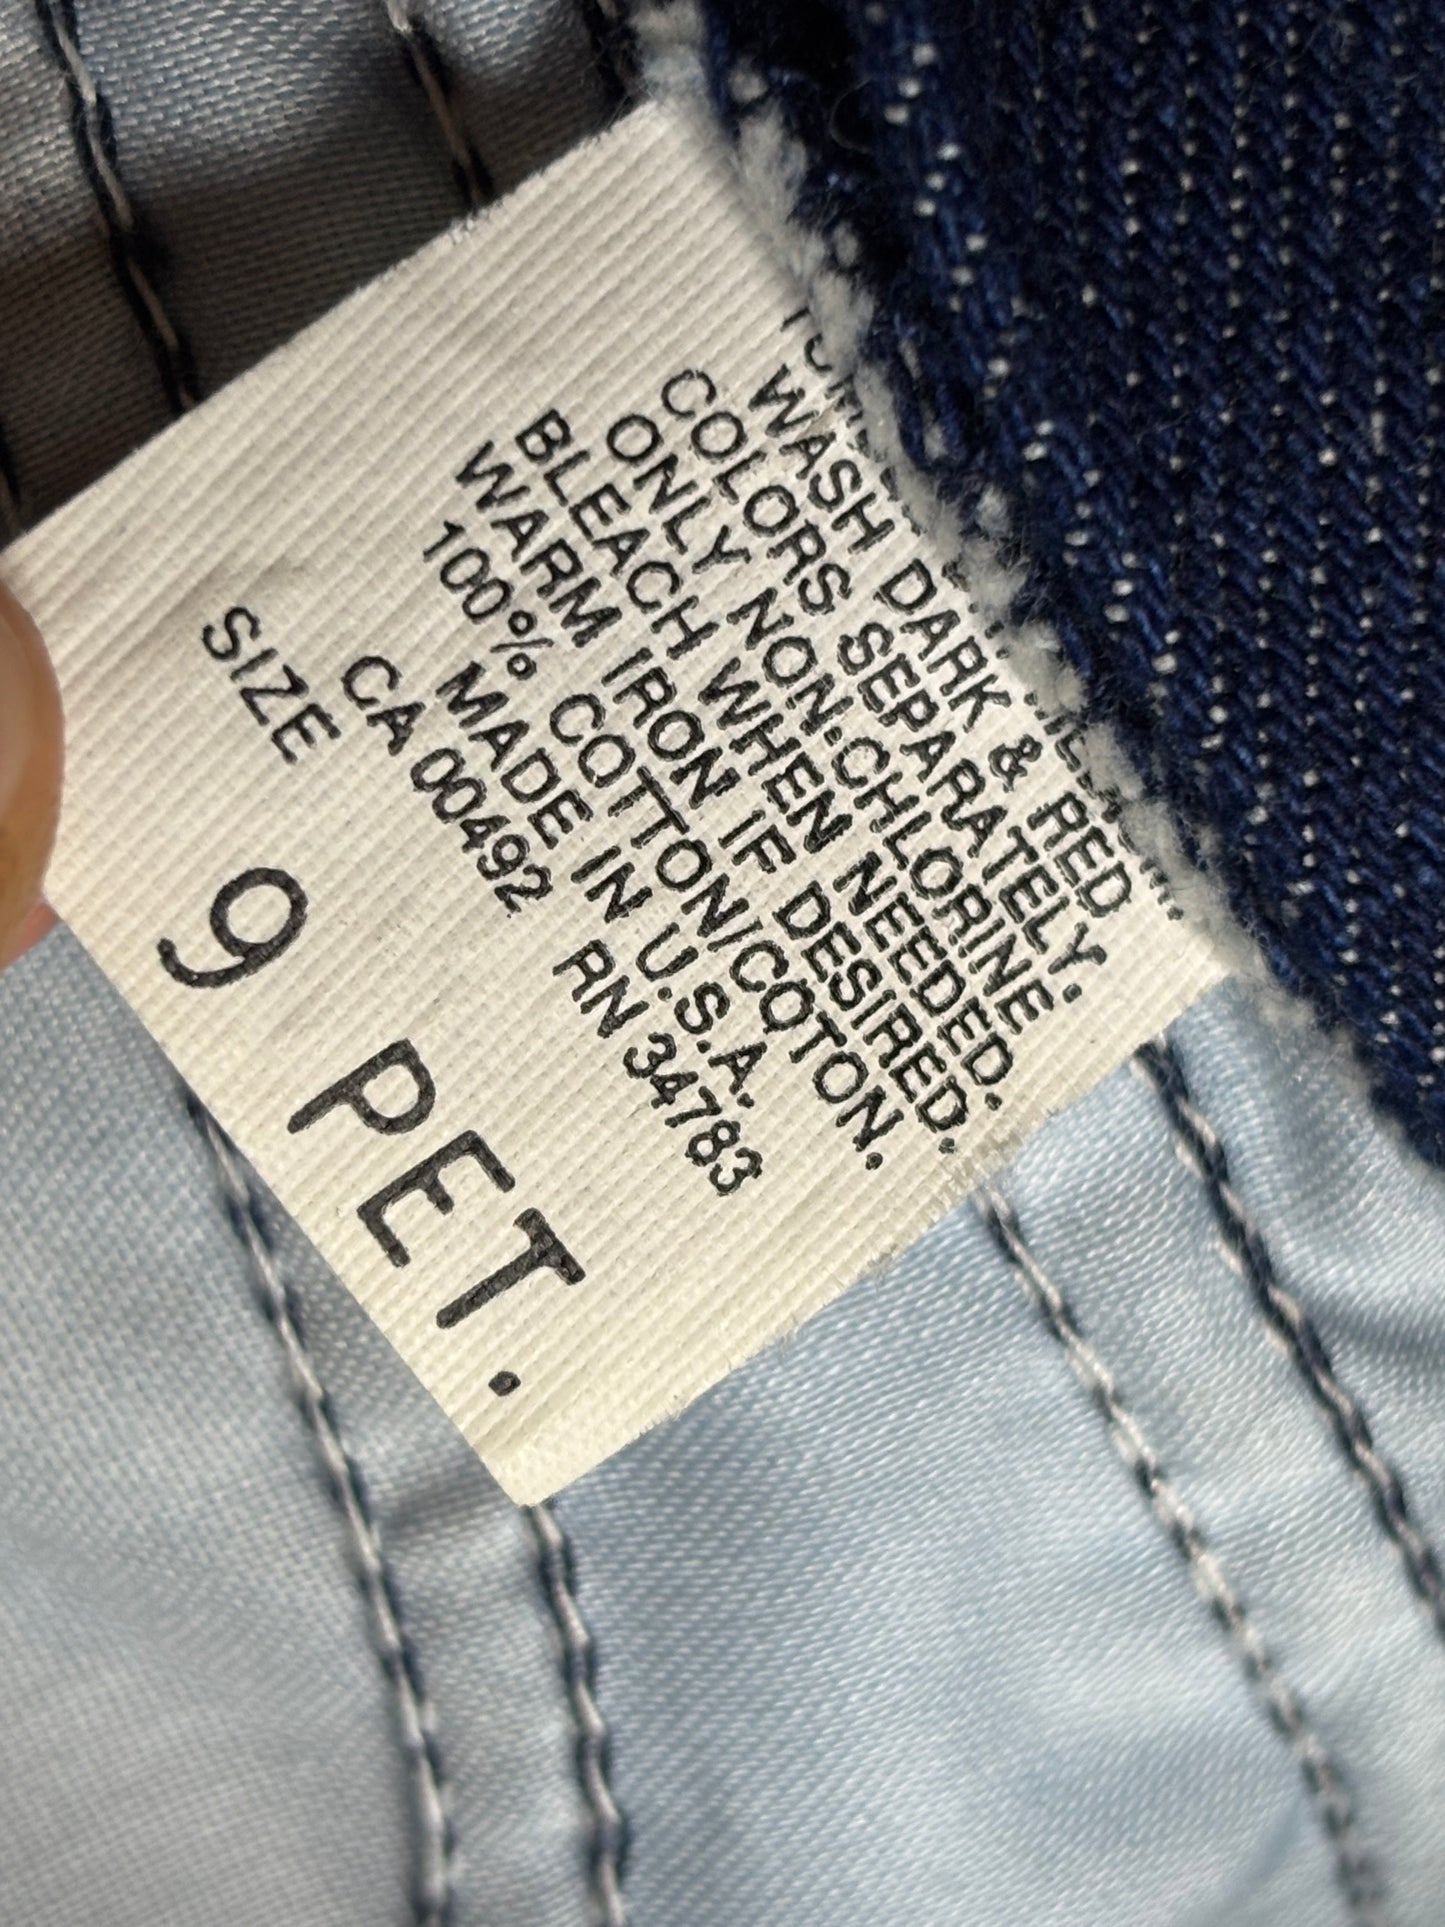 WASH DARK & RED
COLORS SEPARATELY.
ONLY NON-CHLORINE
BLEACH WHEN NEEDED.
WARM IRON IF DESIRED.
100% COTTON/COTON.
MADE IN U.S.A.
CA 00492 RN 34783
SIZE
9 PET.